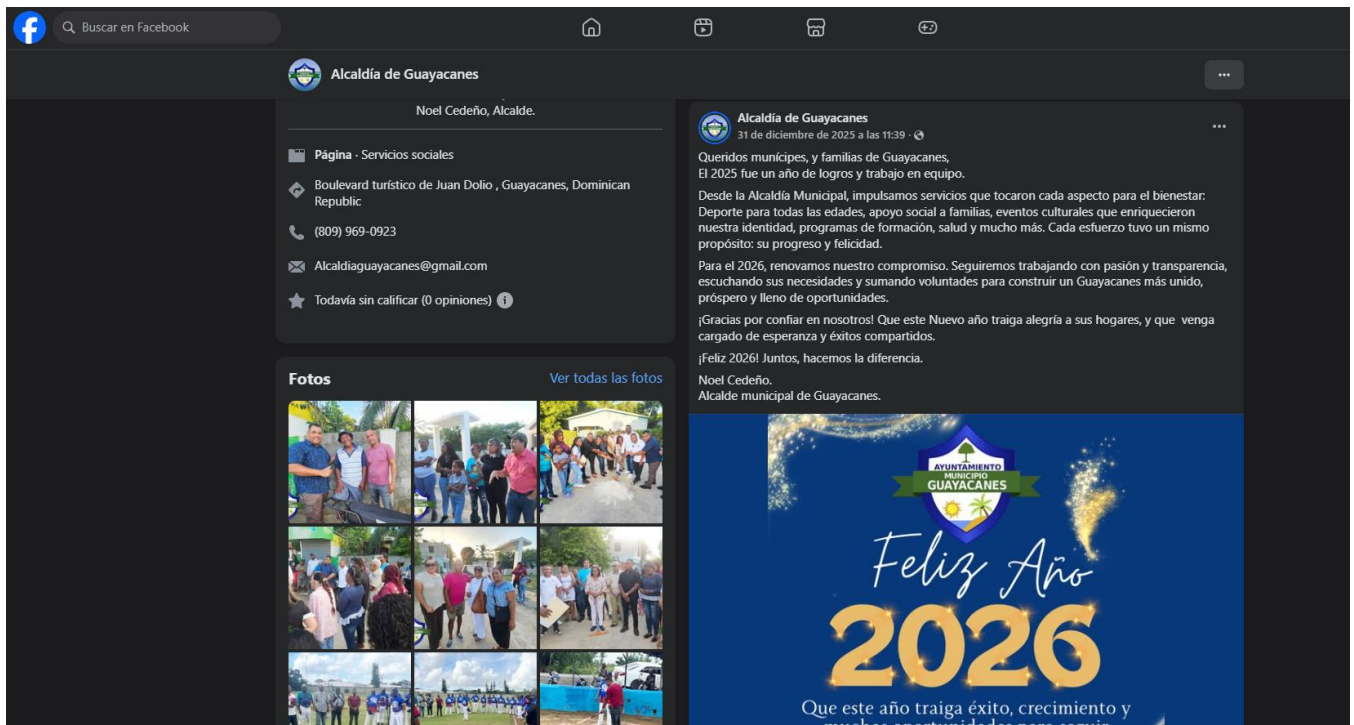 Buscar en Facebook
Alcaldía de Guayacanes
Noel Cedeño, Alcalde.
Página · Servicios sociales
Boulevard turístico de Juan Dolio , Guayacanes, Dominican
Republic
(809) 969-0923
Alcaldiaguayacanes@gmail.com
Todavía sin calificar (0 opiniones)
Fotos
Ver todas las fotos
Alcaldía de Guayacanes
31 de diciembre de 2025 a las 11:39 ·
Queridos munícipes, y familias de Guayacanes,
El 2025 fue un año de logros y trabajo en equipo.
Desde la Alcaldía Municipal, impulsamos servicios que tocaron cada aspecto para el bienestar:
Deporte para todas las edades, apoyo social a familias, eventos culturales que enriquecieron
nuestra identidad, programas de formación, salud y mucho más. Cada esfuerzo tuvo un mismo
propósito: su progreso y felicidad.
Para el 2026, renovamos nuestro compromiso. Seguiremos trabajando con pasión y transparencia,
escuchando sus necesidades y sumando voluntades para construir un Guayacanes más unido,
próspero y lleno de oportunidades.
¡Gracias por confiar en nosotros! Que este Nuevo año traiga alegría a sus hogares, y que venga
cargado de esperanza y éxitos compartidos.
¡Feliz 2026! Juntos, hacemos la diferencia.
Noel Cedeño.
Alcalde municipal de Guayacanes.
AYUNTAMIENTO
MUNICIPIO
GUAYACANES
Feliz Año
2026
Que este año traiga éxito, crecimiento y
muchas oportunidades para seguir